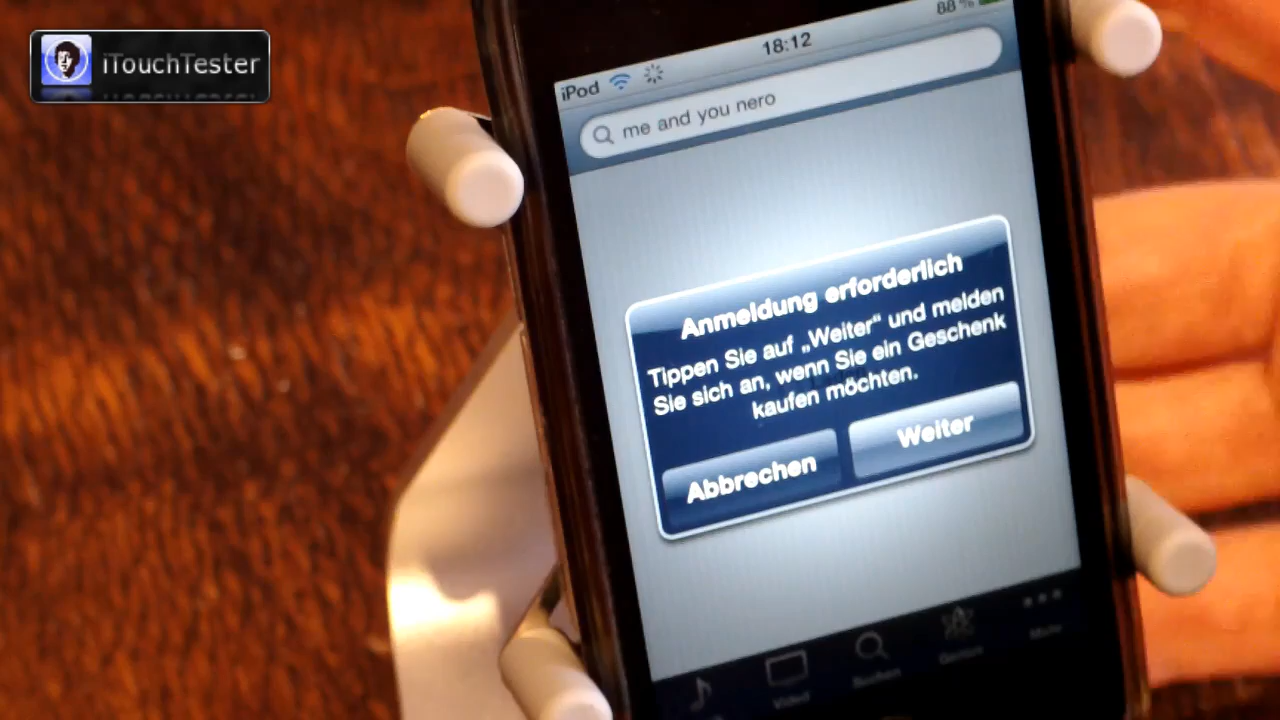 iTouchTester
88 %
iPod 18:12
me and you nero
Anmeldung erforderlich
Tippen Sie auf „Weiter“ und melden
Sie sich an, wenn Sie ein Geschenk
kaufen möchten.
Abbrechen Weiter
Video Suchen Genius Mehr